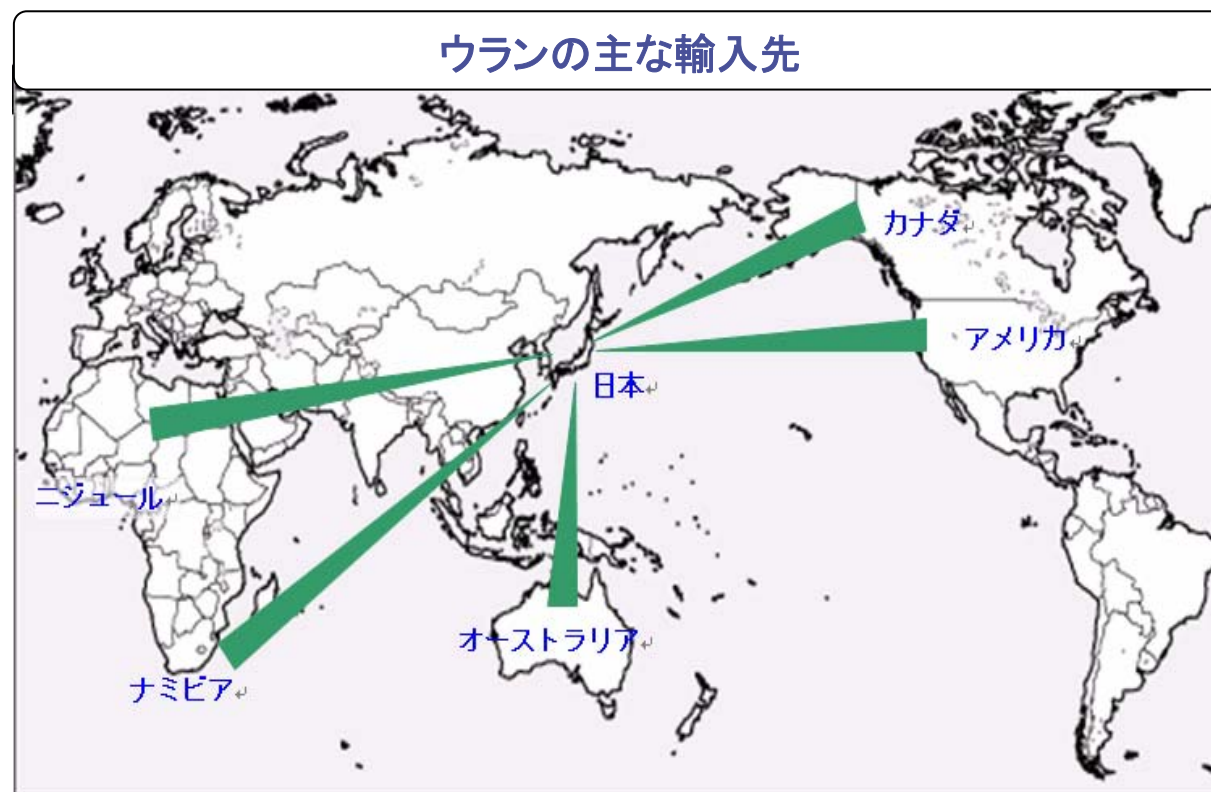 ウランの主な輸入先
カナダ
アメリカ
日本
ニジュール
オーストラリア
ナミビア